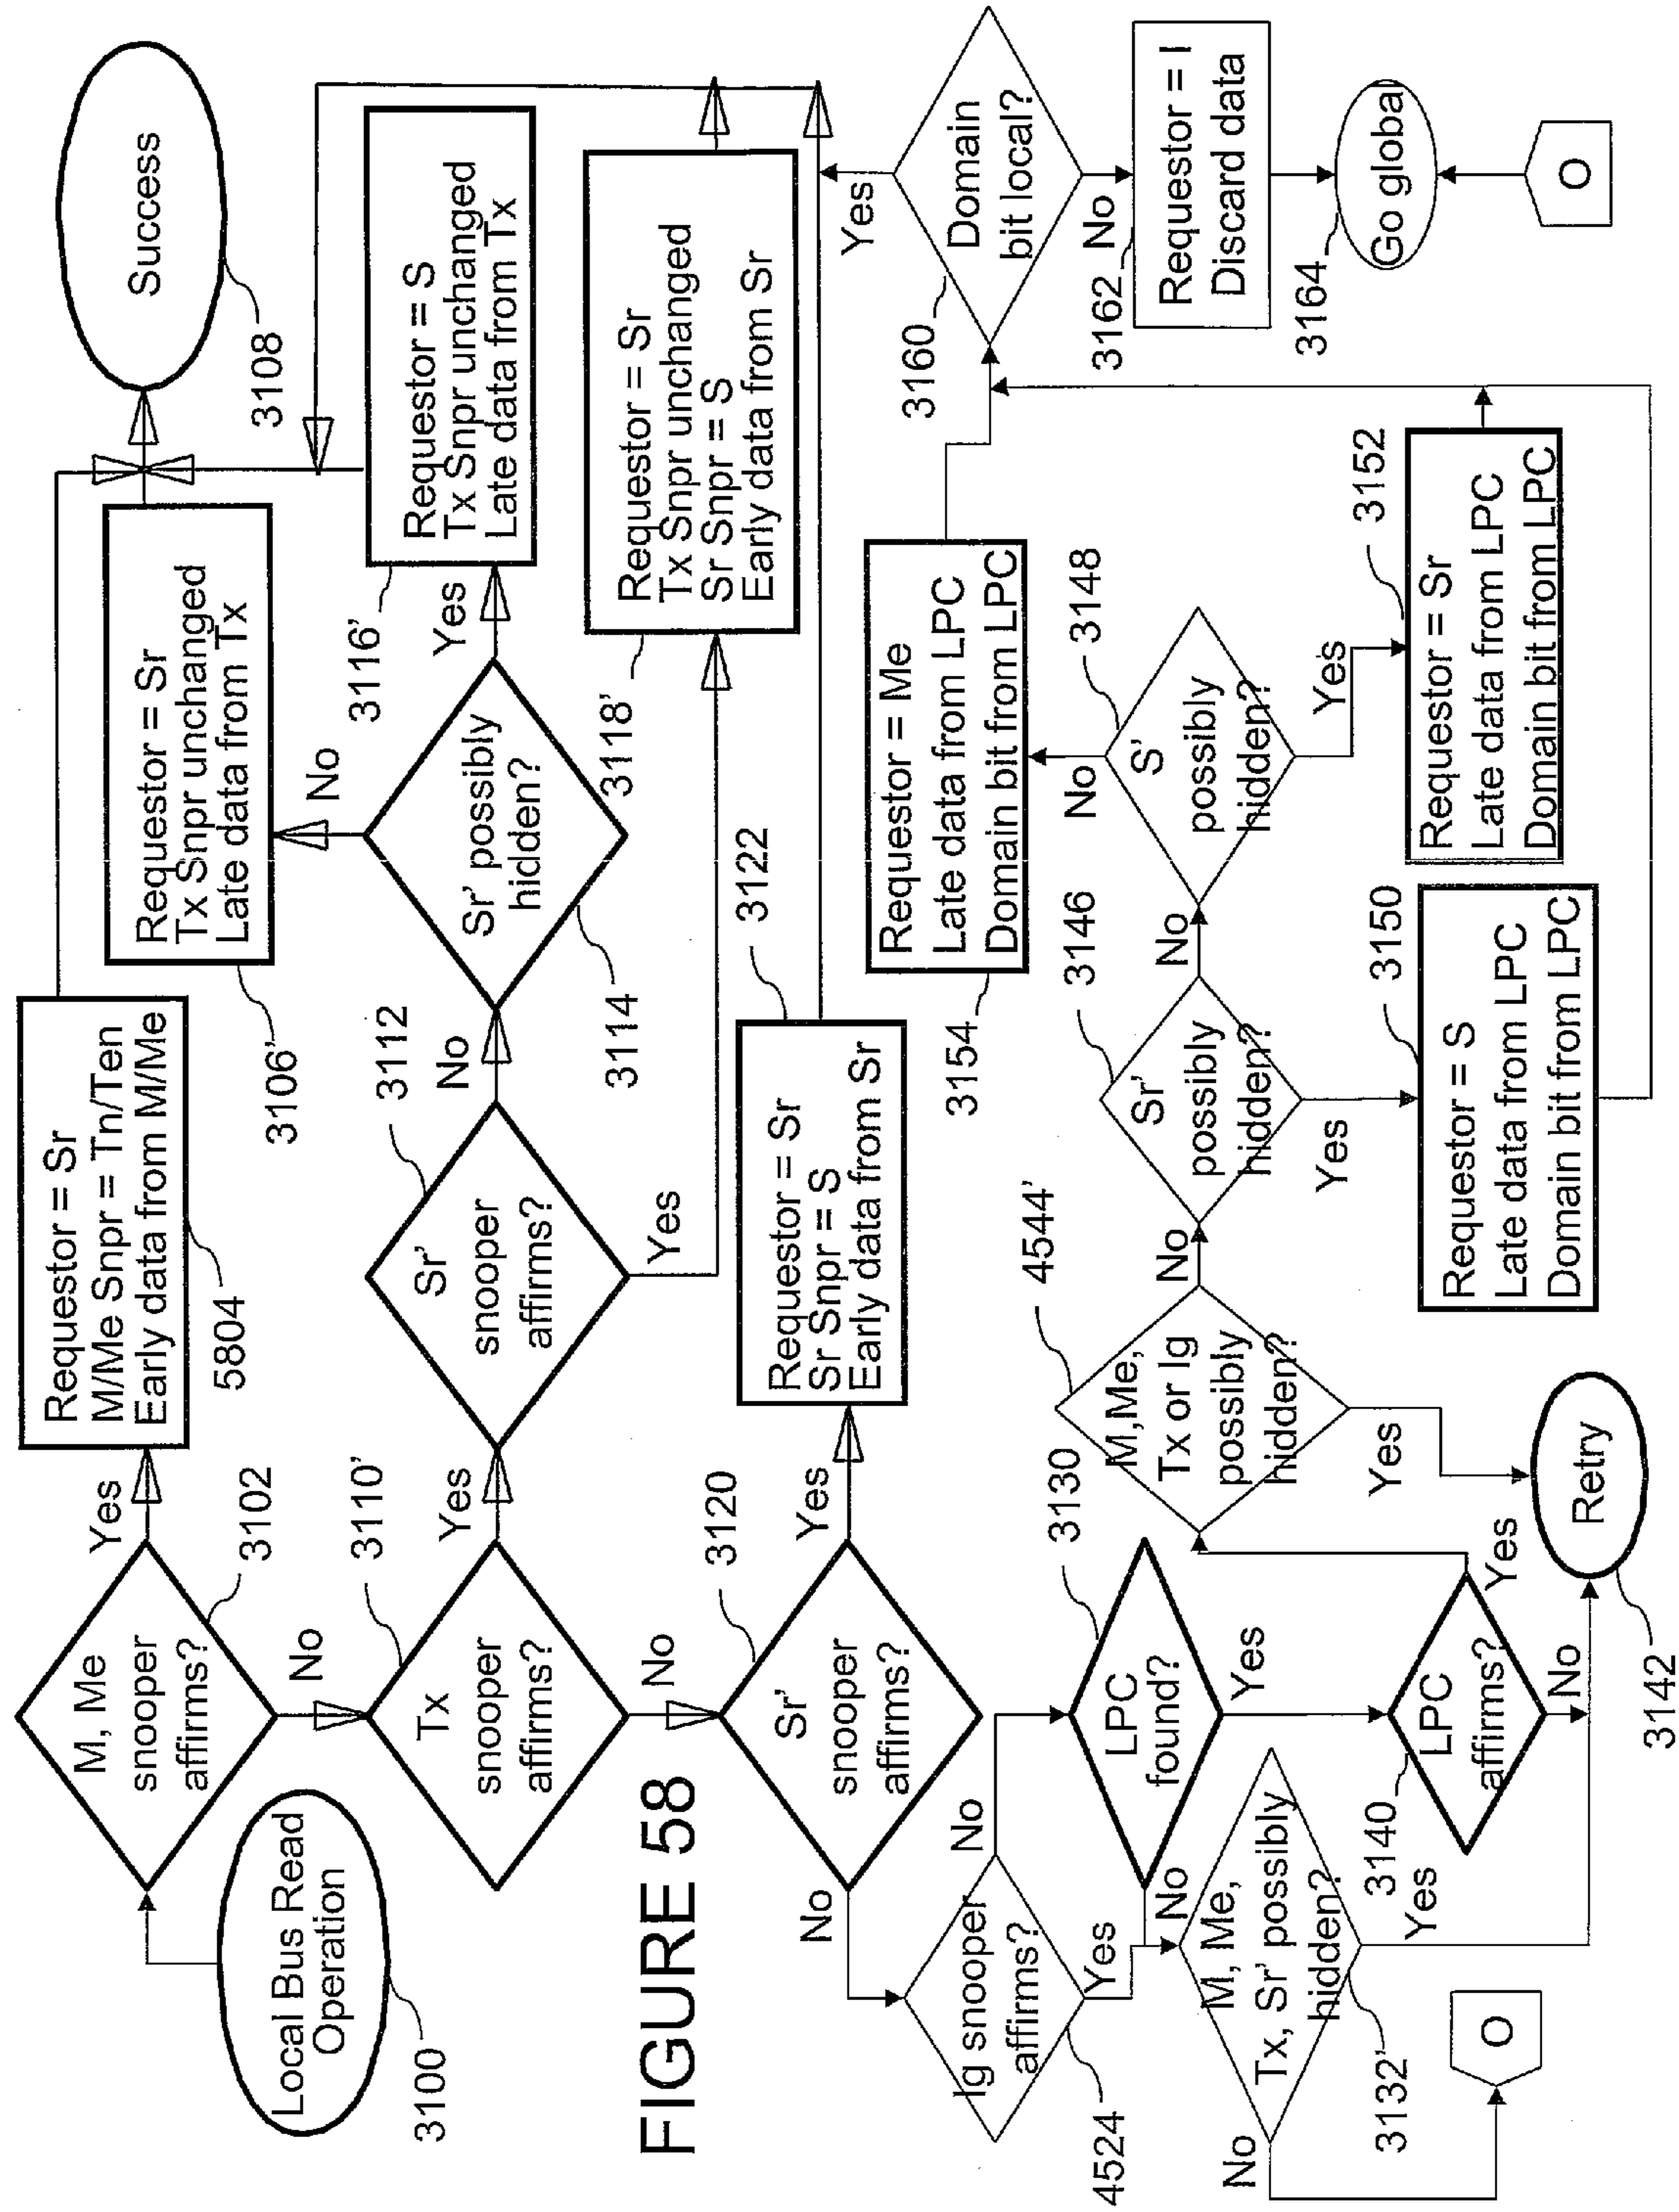 Local Bus Read
Operation
3100
M, Me
snooper
affirms?
3102
Yes
No
Requestor = Sr
M/Me Snpr = Tn/Ten
Early data from M/Me
5804
Success
3108
Tx
snooper
affirms?
3110'
Yes
No
Sr'
snooper
affirms?
3112
No
Yes
Sr' possibly
hidden?
3114
No
Yes
Requestor = Sr
Tx Snpr unchanged
Late data from Tx
3106'
Requestor = S
Tx Snpr unchanged
Late data from Tx
3116'
Requestor = Sr
Tx Snpr unchanged
Sr Snpr = S
Early data from Sr
3118'
Sr'
snooper
affirms?
3120
Yes
No
Requestor = Sr
Sr Snpr = S
Early data from Sr
3122
FIGURE 58
Ig snooper
affirms?
4524
No
Yes
LPC
found?
3130
No
Yes
M, Me,
Tx, Sr' possibly
hidden?
3132'
No
Yes
O
LPC
affirms?
3140
Yes
No
Retry
3142
M,Me,
Tx or Ig
possibly
hidden?
4544'
No
Yes
Sr'
possibly
hidden?
3146
No
Yes
S'
possibly
hidden?
3148
No
Yes
Requestor = S
Late data from LPC
Domain bit from LPC
3150
Requestor = Sr
Late data from LPC
Domain bit from LPC
3152
Requestor = Me
Late data from LPC
Domain bit from LPC
3154
Domain
bit local?
3160
Yes
No
Requestor = I
Discard data
3162
Go global
3164
O